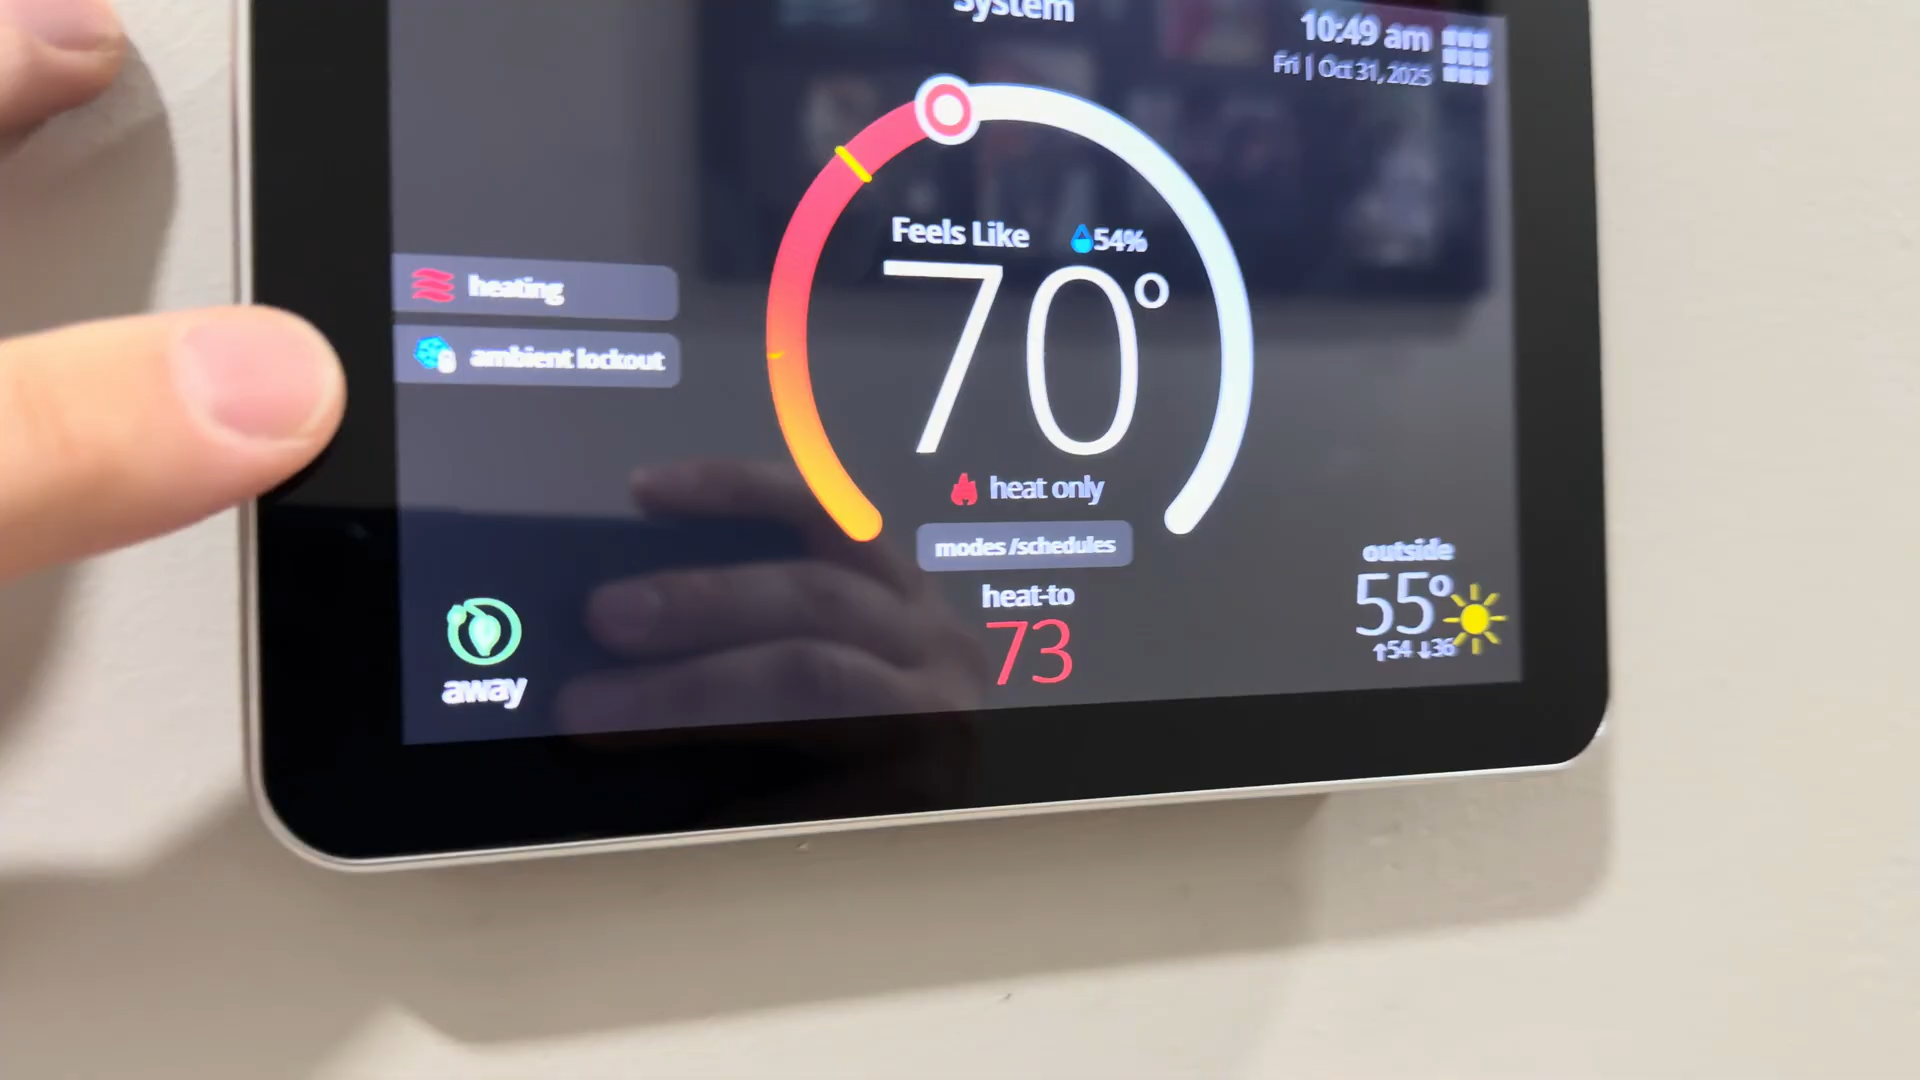 System
10:49 am
Fri | Oct 31, 2025
Feels Like 54%
70°
heating
ambient lockout
heat only
modes/schedules
heat-to
73
away
outside
55°
↑54 ↓36